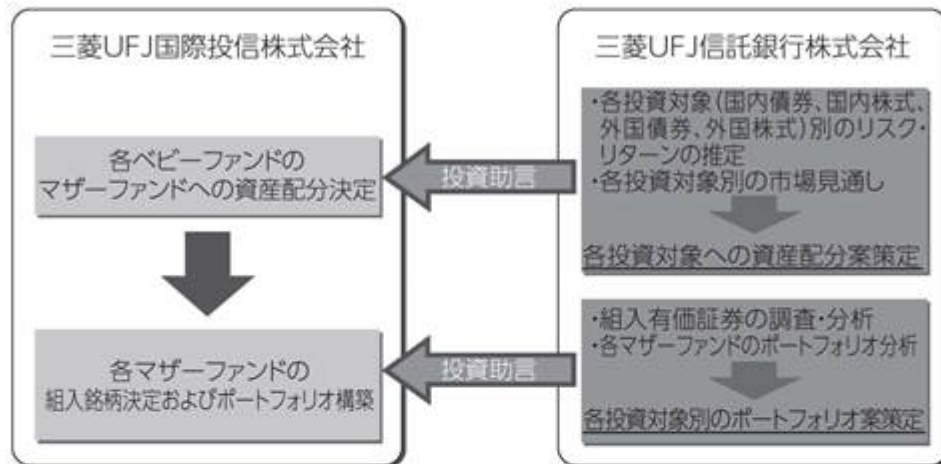 三菱UFJ国際投信株式会社
各ベビーファンドの
マザーファンドへの資産配分決定
各マザーファンドの
組入銘柄決定およびポートフォリオ構築
投資助言
投資助言
三菱UFJ信託銀行株式会社
・各投資対象(国内債券、国内株式、
外国債券、外国株式)別のリスク・
リターンの推定
・各投資対象別の市場見通し
各投資対象への資産配分案策定
・組入有価証券の調査・分析
・各マザーファンドのポートフォリオ分析
各投資対象別のポートフォリオ案策定